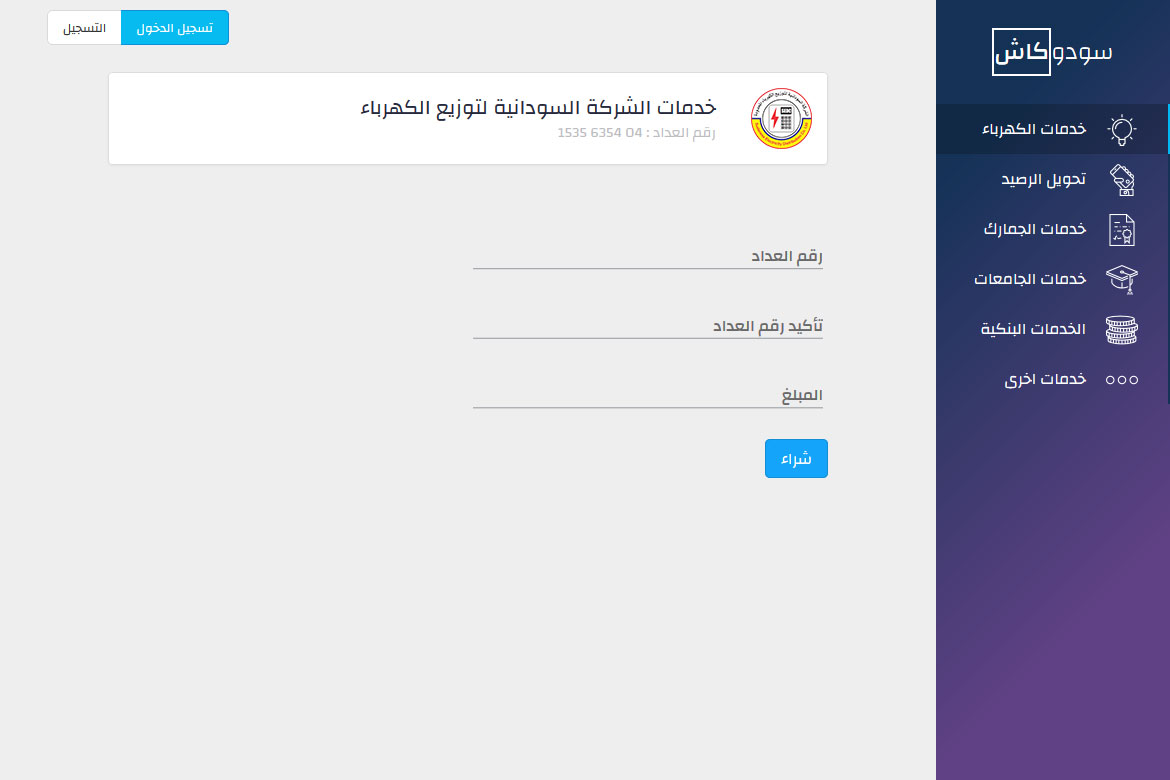 سودوكاش
خدمات الكهرباء
تحويل الرصيد
خدمات الجمارك
خدمات الجامعات
الخدمات البنكية
خدمات اخرى
تسجيل الدخول
التسجيل
خدمات الشركة السودانية لتوزيع الكهرباء
رقم العداد : 04 6354 1535
رقم العداد
تأكيد رقم العداد
المبلغ
شراء